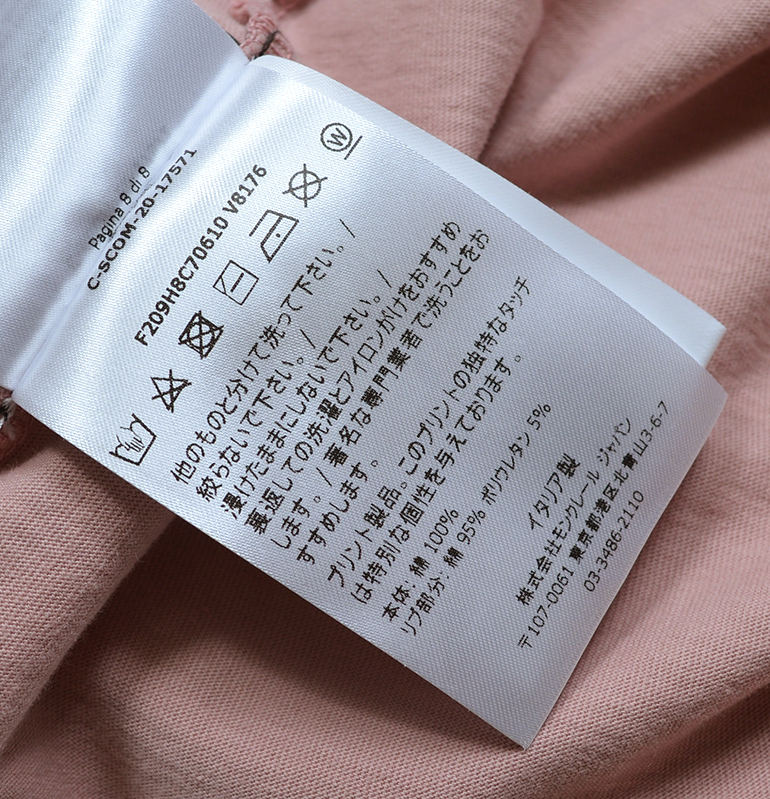 Pagina 8 di 8
C-SCOM-20-17571
F209H8C70610 V8176
W
他のものと分けて洗って下さい。/
絞らないで下さい。/
浸けたままにしないで下さい。/
裏返しての洗濯とアイロンがけをおすすめ
します。/ 著名な専門業者で洗うことをお
すすめします。
プリント製品。このプリントの独特なタッチ
は特別な個性を与えております。
本体: 綿 100%
リブ部分: 綿 95% ポリウレタン 5%
イタリア製
株式会社モンクレール ジャパン
〒107-0061 東京都港区北青山3-6-7
03.3486-2110